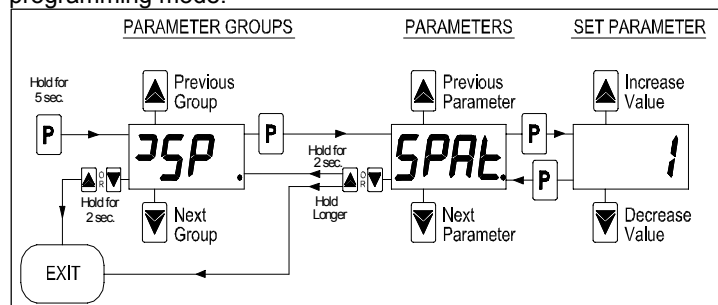 programming mode.
PARAMETER GROUPS PARAMETERS SET PARAMETER
Hold for
5 sec.
Previous
Group
Previous
Parameter
Increase
Value
P
P
P
P
SP.
SPAt.
1
Hold for
2 sec.
OR
Hold for
2 sec.
OR
Hold
Longer
Next
Group
Next
Parameter
Decrease
Value
EXIT